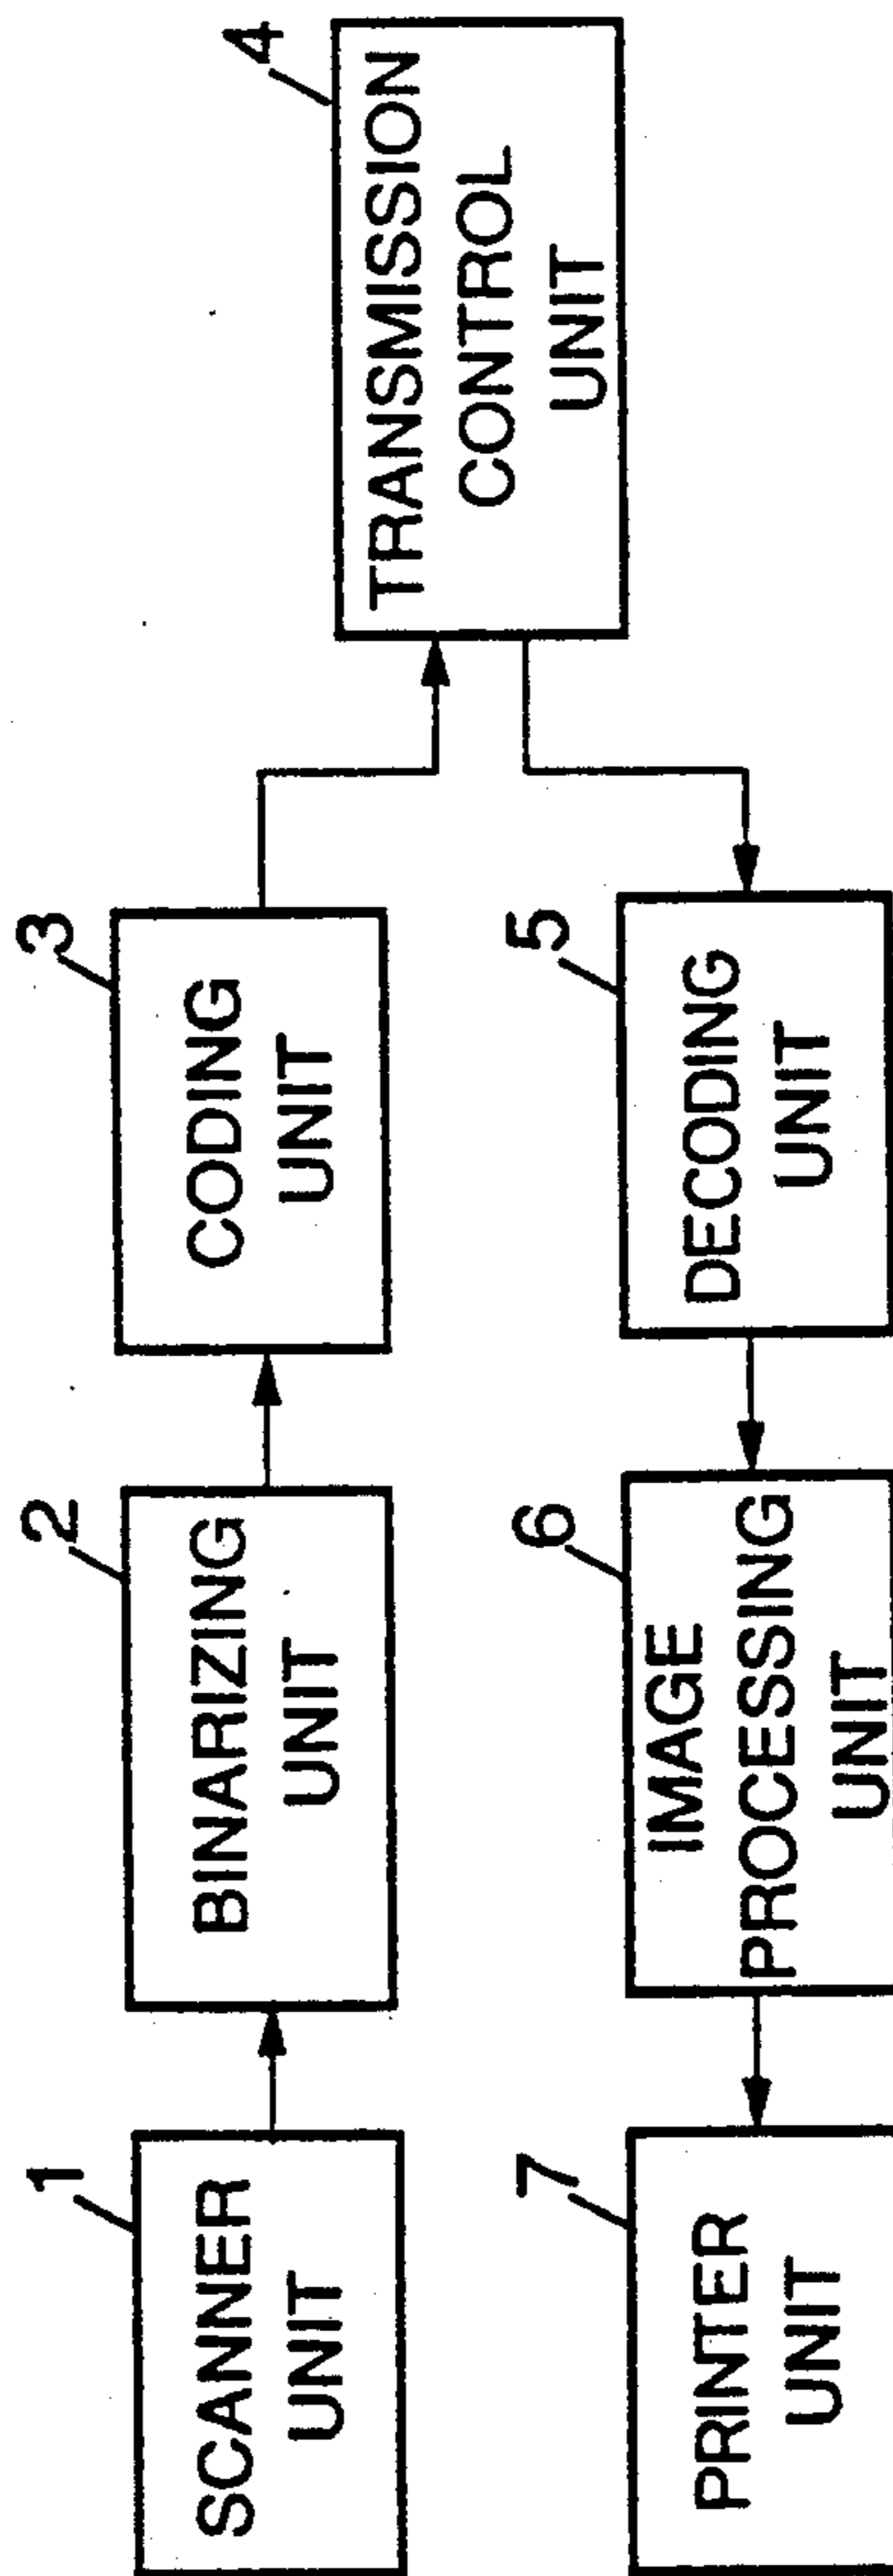 1
SCANNER
UNIT
2
BINARIZING
UNIT
3
CODING
UNIT
4
TRANSMISSION
CONTROL
UNIT
5
DECODING
UNIT
6
IMAGE
PROCESSING
UNIT
7
PRINTER
UNIT